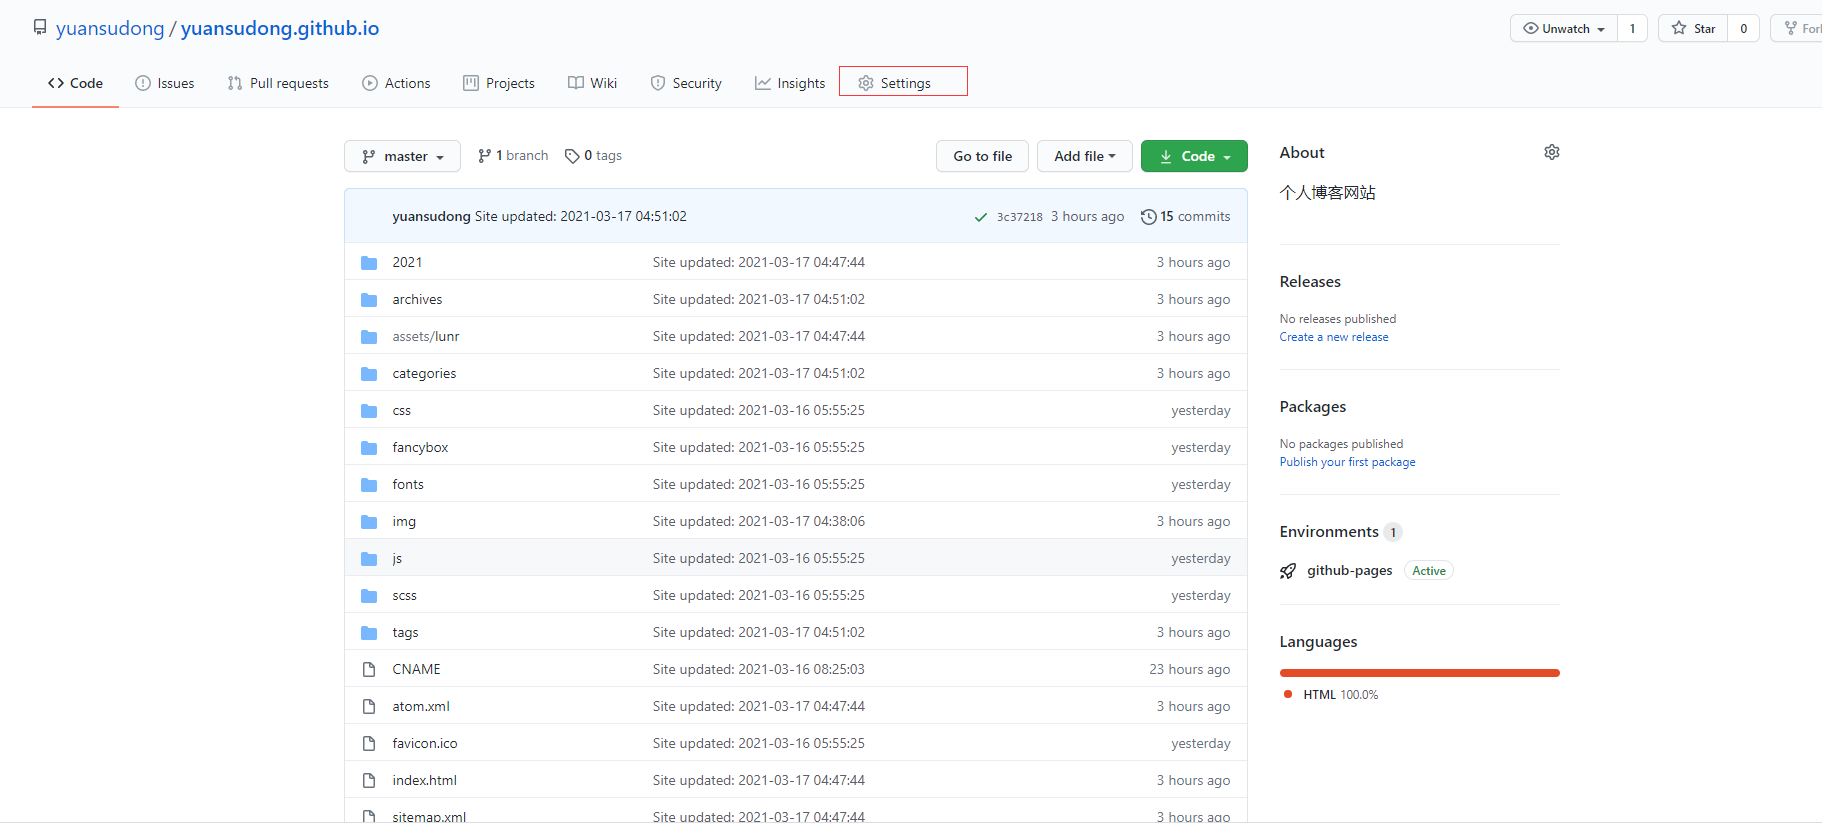 yuansudong / yuansudong.github.io
Unwatch 1 Star 0 Fork
Code Issues Pull requests Actions Projects Wiki Security Insights Settings
master 1 branch 0 tags Go to file Add file Code
yuansudong Site updated: 2021-03-17 04:51:02 3c37218 3 hours ago 15 commits
2021 Site updated: 2021-03-17 04:47:44 3 hours ago
archives Site updated: 2021-03-17 04:51:02 3 hours ago
assets/lunr Site updated: 2021-03-17 04:47:44 3 hours ago
categories Site updated: 2021-03-17 04:51:02 3 hours ago
css Site updated: 2021-03-16 05:55:25 yesterday
fancybox Site updated: 2021-03-16 05:55:25 yesterday
fonts Site updated: 2021-03-16 05:55:25 yesterday
img Site updated: 2021-03-17 04:38:06 3 hours ago
js Site updated: 2021-03-16 05:55:25 yesterday
scss Site updated: 2021-03-16 05:55:25 yesterday
tags Site updated: 2021-03-17 04:51:02 3 hours ago
CNAME Site updated: 2021-03-16 08:25:03 23 hours ago
atom.xml Site updated: 2021-03-17 04:47:44 3 hours ago
favicon.ico Site updated: 2021-03-16 05:55:25 yesterday
index.html Site updated: 2021-03-17 04:47:44 3 hours ago
sitemap.xml Site updated: 2021-03-17 04:47:44 3 hours ago
About
个人博客网站
Releases
No releases published
Create a new release
Packages
No packages published
Publish your first package
Environments 1
github-pages Active
Languages
HTML 100.0%